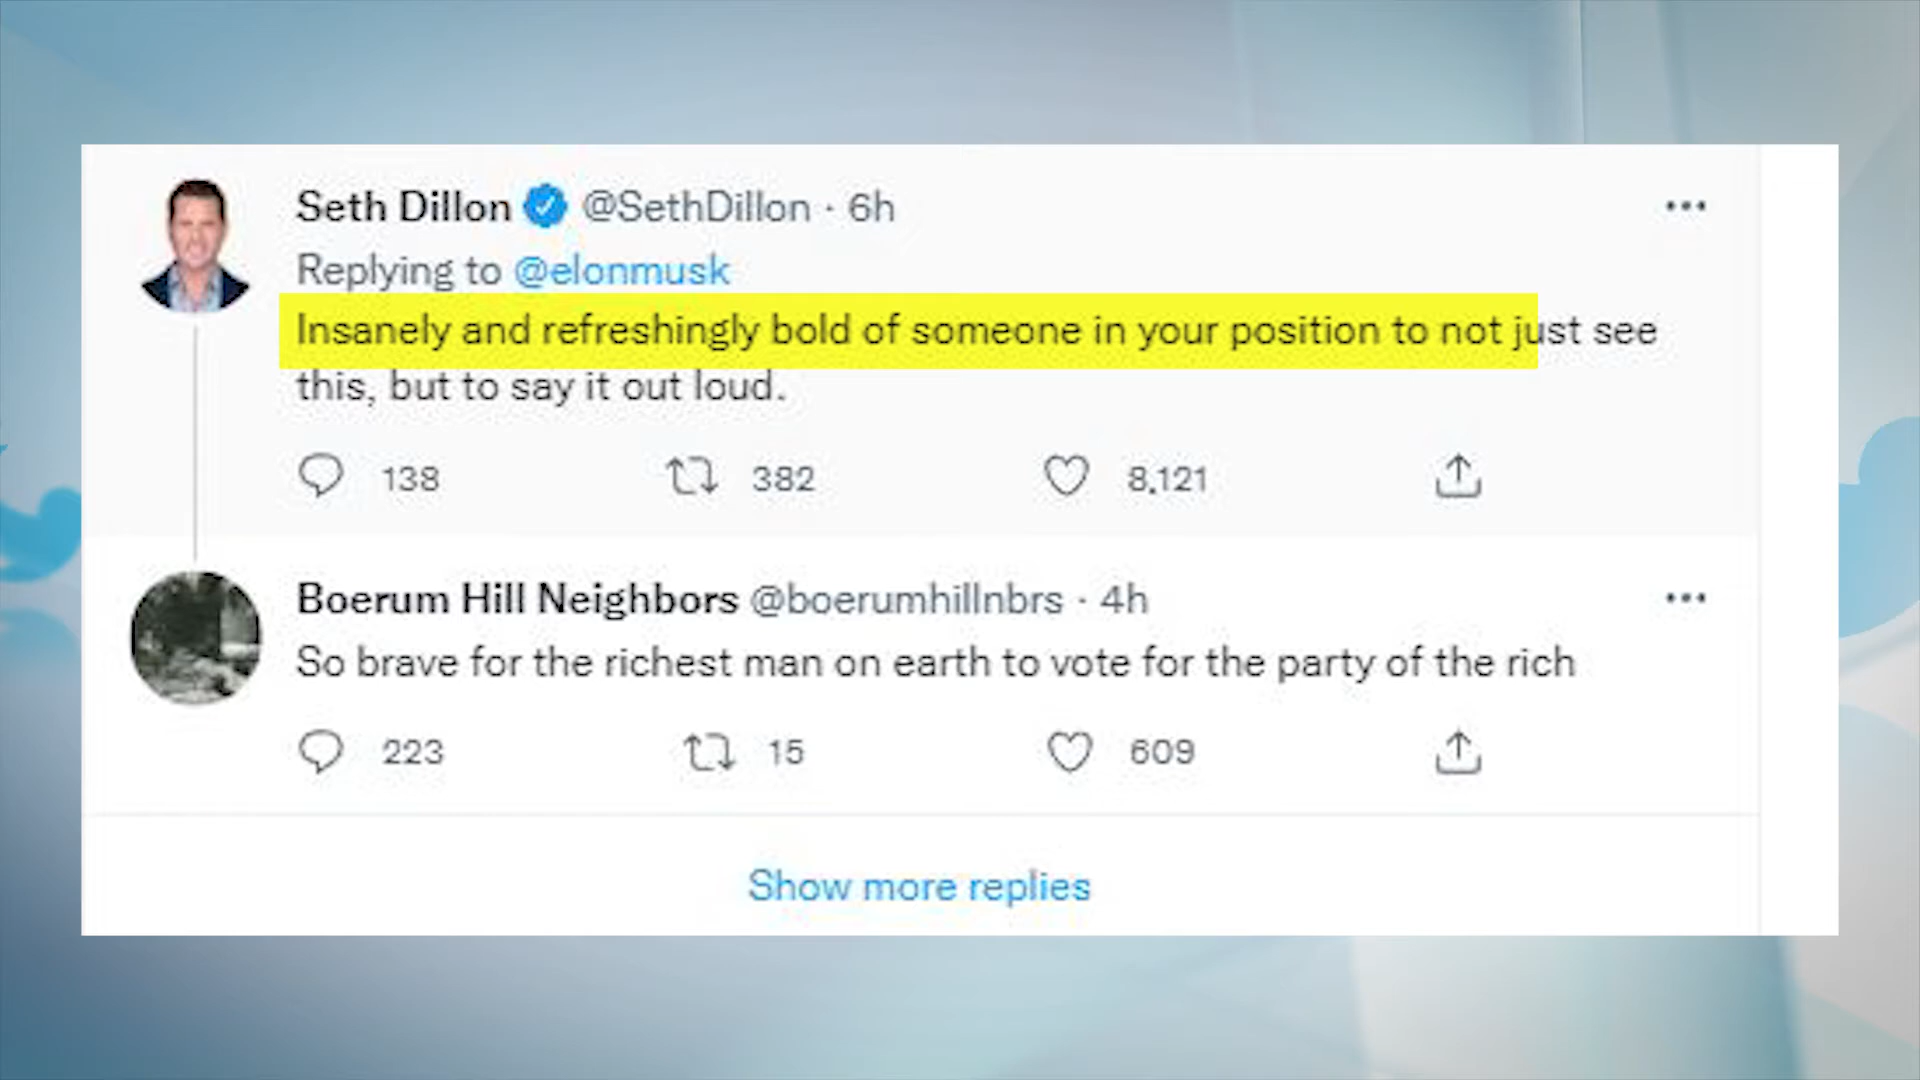 Seth Dillon @SethDillon · 6h
Replying to @elonmusk
Insanely and refreshingly bold of someone in your position to not just see
this, but to say it out loud.
138 382 8,121
Boerum Hill Neighbors @boerumhillnbrs · 4h
So brave for the richest man on earth to vote for the party of the rich
223 15 609
Show more replies